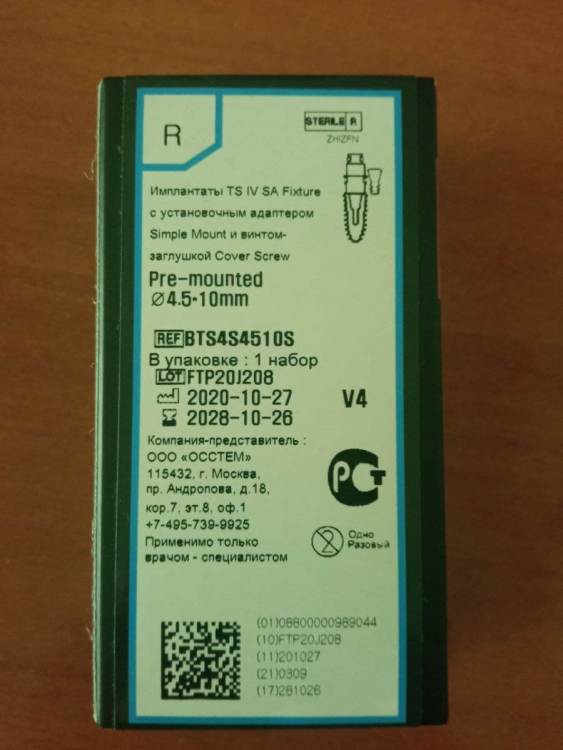 R
STERILE R
ZHIZFN
Имплантаты TS IV SA Fixture
с установочным адаптером
Simple Mount и винтом-
заглушкой Cover Screw
Pre-mounted
Ø4.5•10mm
REF BTS4S4510S
В упаковке : 1 набор
LOT FTP20J208
2020-10-27
V4
2028-10-26
Компания-представитель :
ООО «ОССТЕМ»
115432, г. Москва,
пр. Андропова, д.18,
кор.7, эт.8, оф.1
+7-495-739-9925
Применимо только
врачом - специалистом
РСТ
2
Одно
Разовый
(01)08800000989044
(10)FTP20J208
(11)201027
(21)0309
(17)281026